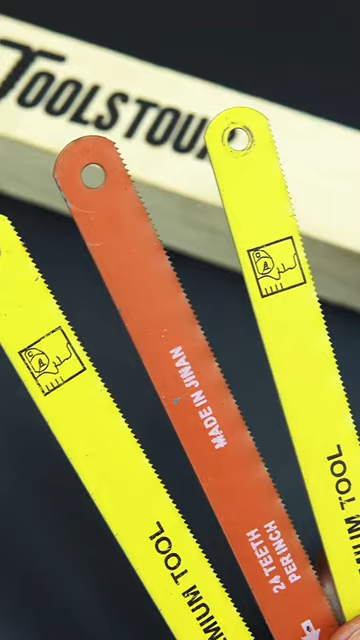 TOOLSTOU
MADE IN JINAN
24 TEETH
PER INCH
MIUM TOOL
MIUM TOOL